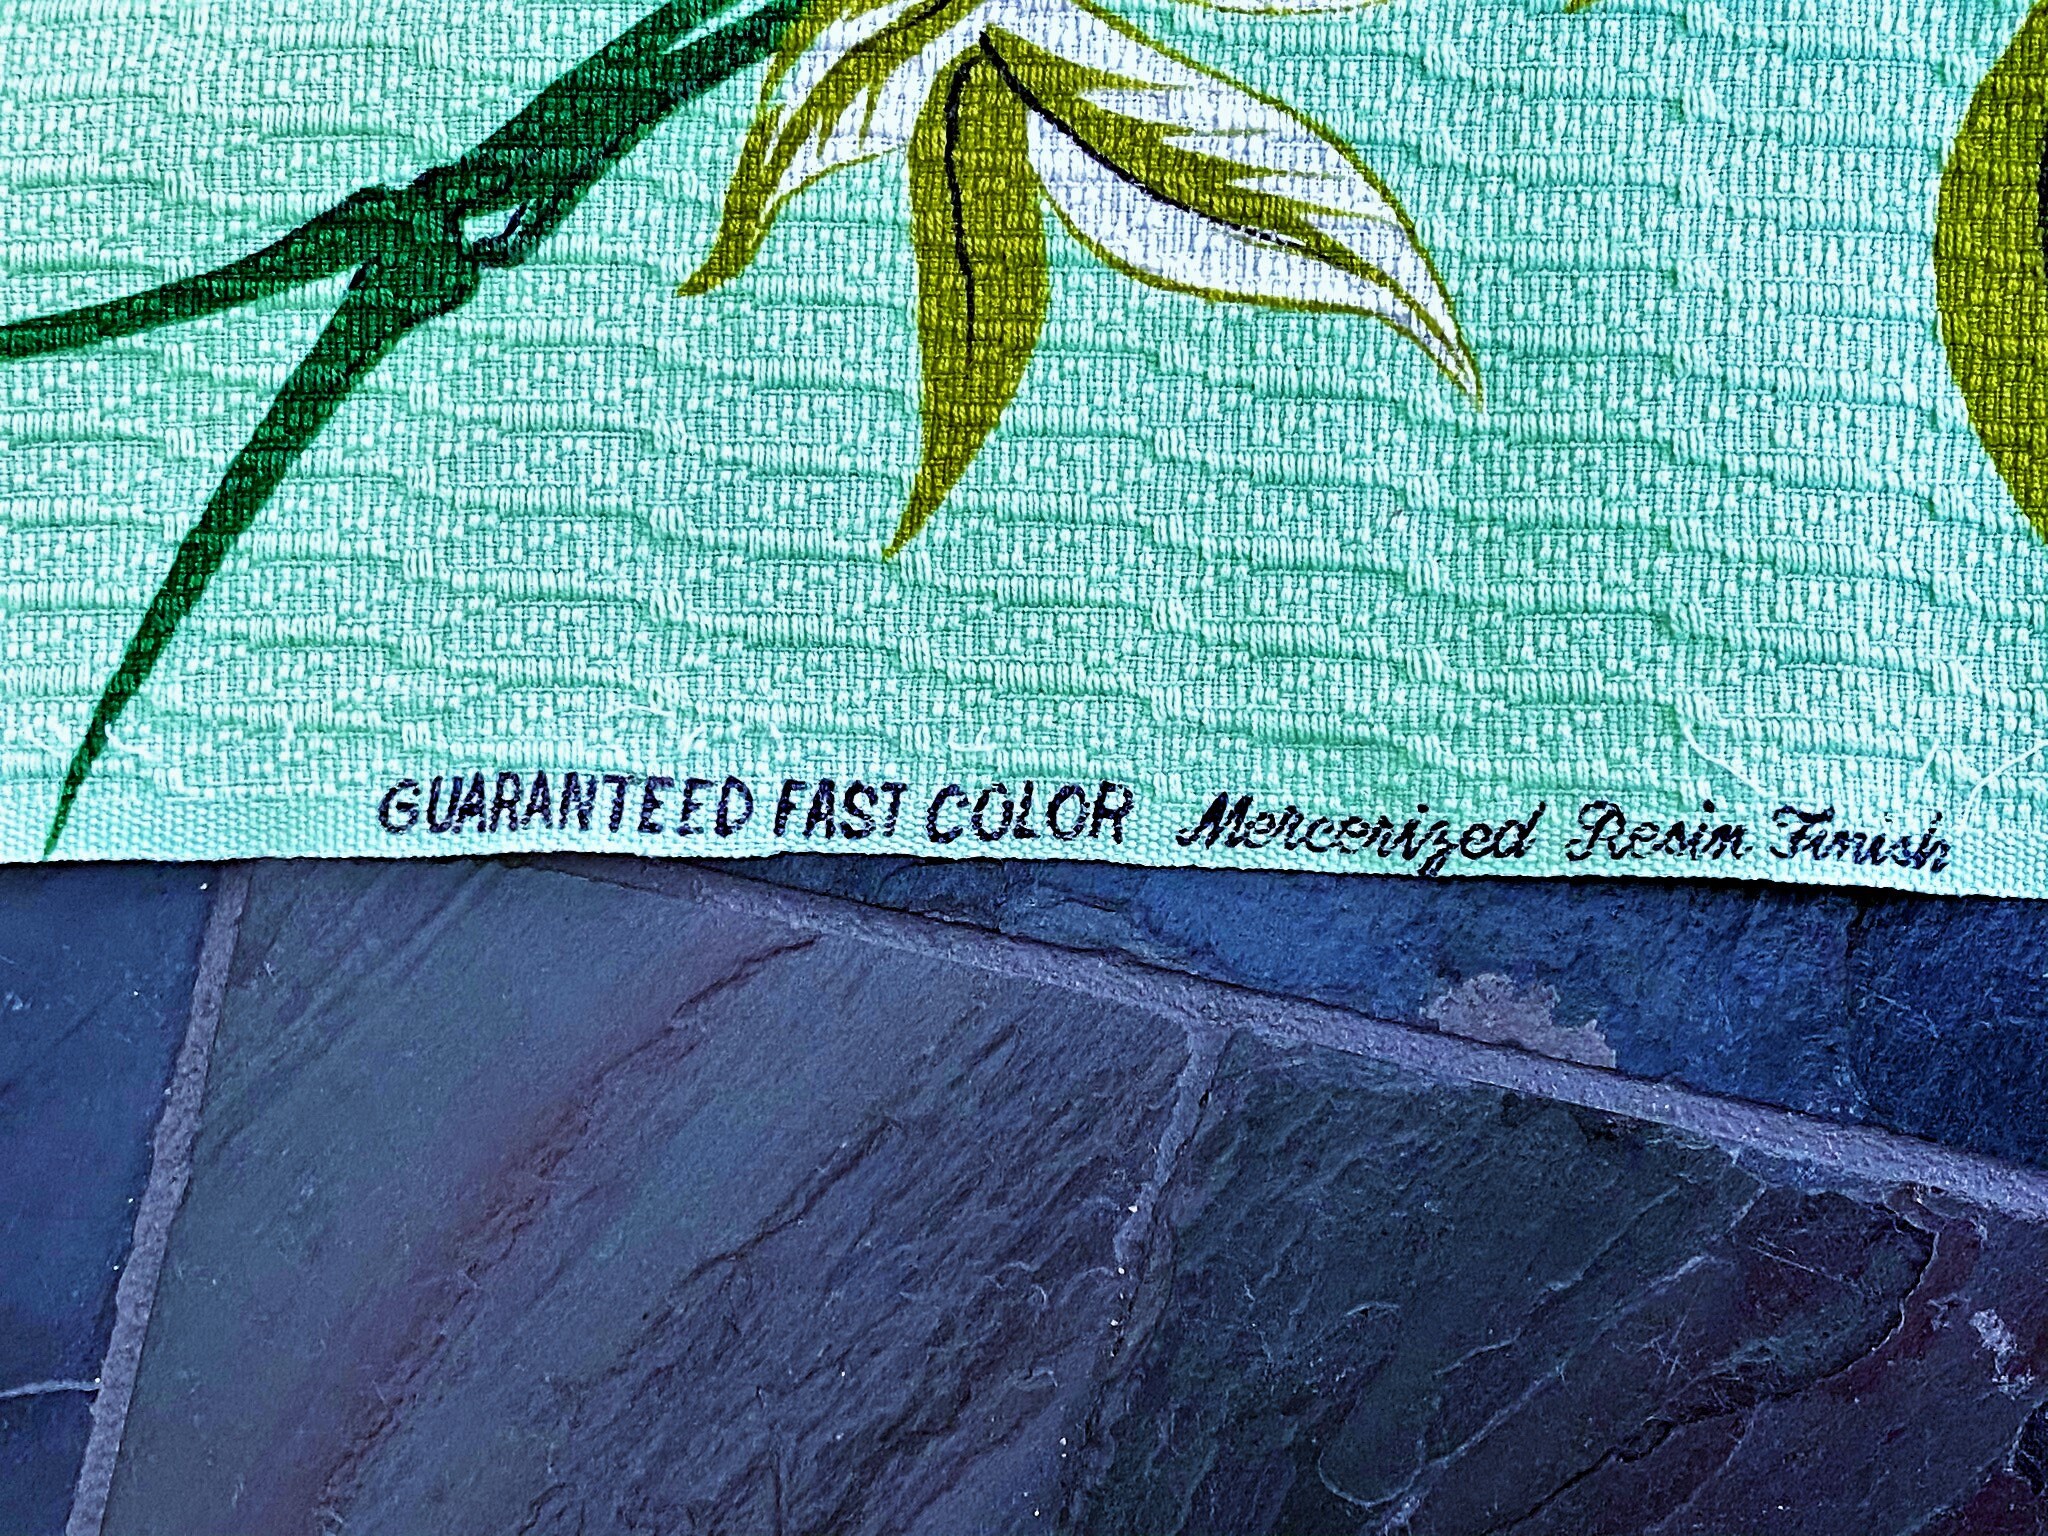 GUARANTEED FAST COLOR Mercerized Resin Finish